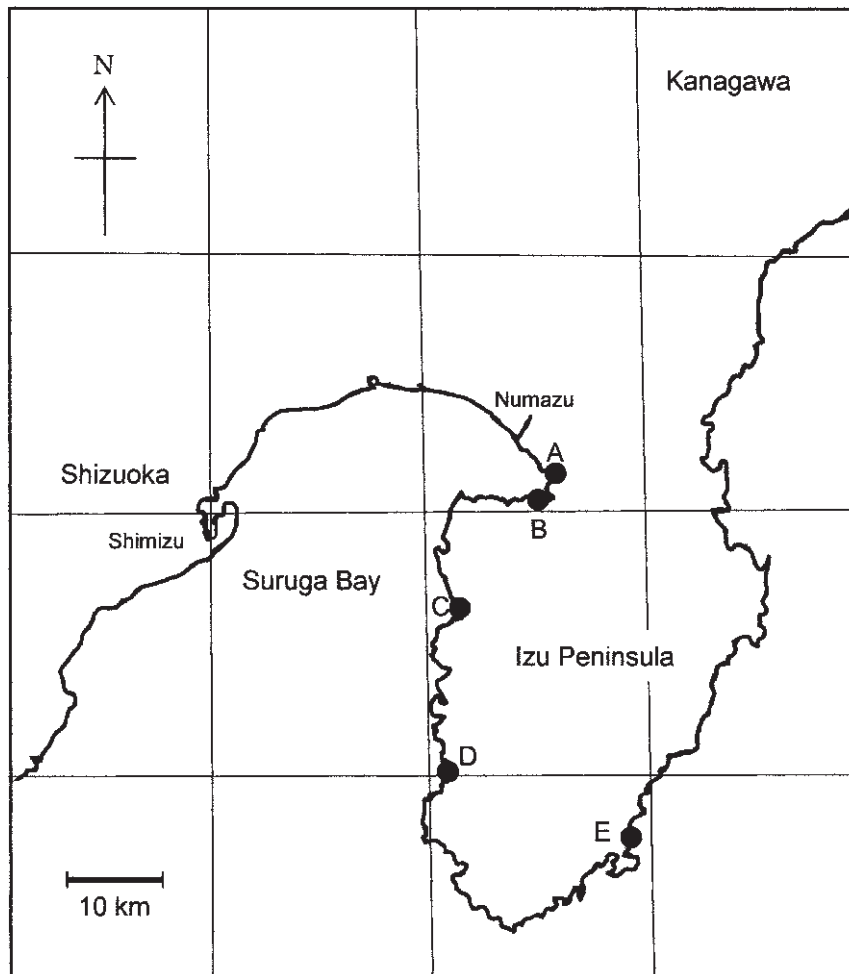 N
Kanagawa
Numazu
A
Shizuoka
B
Shimizu
Suruga Bay
C
Izu Peninsula
D
E
10 km